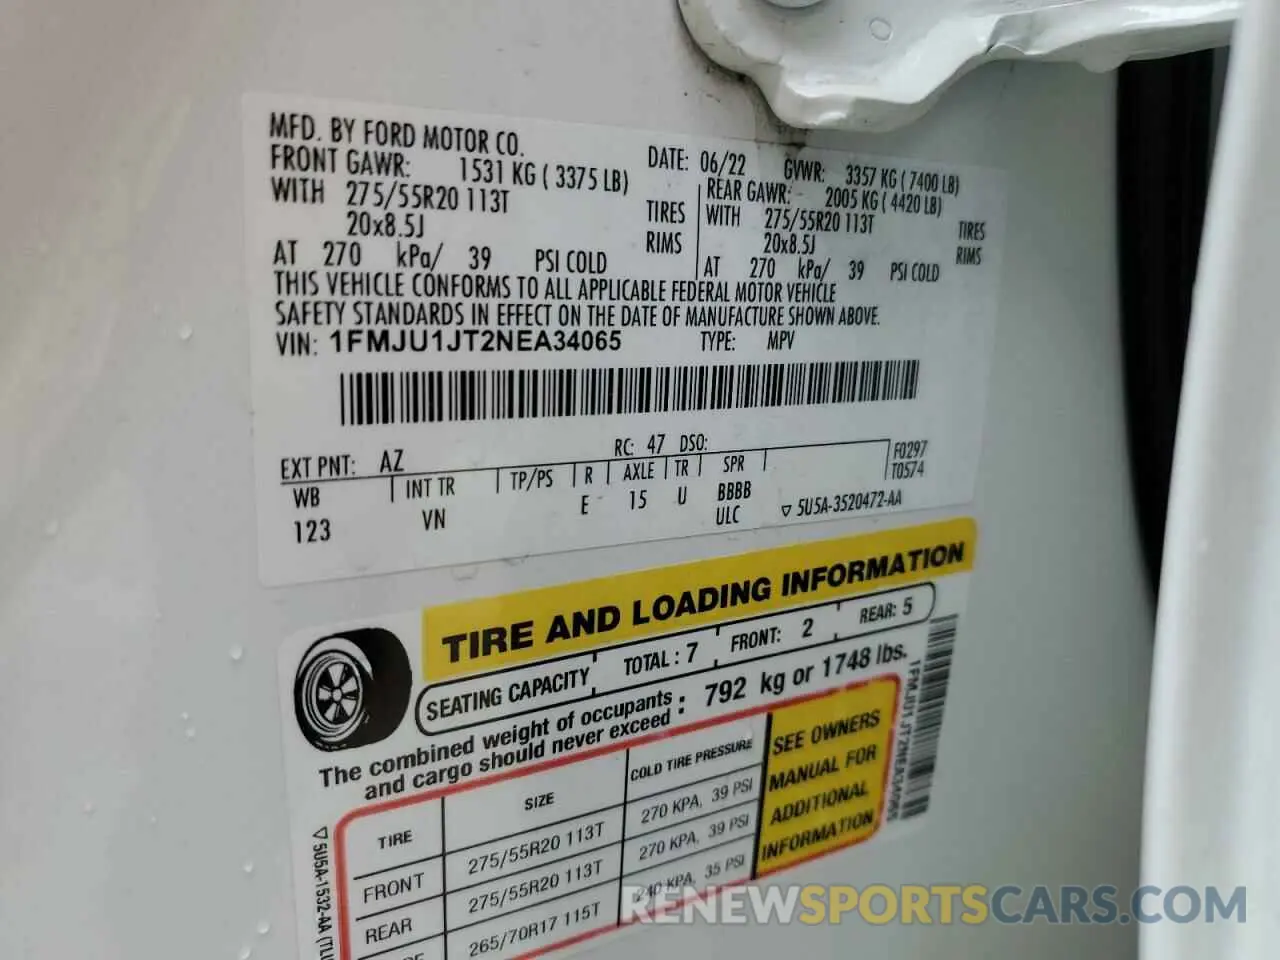 MFD. BY FORD MOTOR CO.
DATE: 06/22 GVWR: 3357 KG ( 7400 LB)
FRONT GAWR: 1531 KG ( 3375 LB)
WITH 275/55R20 113T TIRES
20x8.5J RIMS
AT 270 kPa/ 39 PSI COLD
REAR GAWR: 2005 KG ( 4420 LB)
WITH 275/55R20 113T TIRES
20x8.5J RIMS
AT 270 kPa/ 39 PSI COLD
THIS VEHICLE CONFORMS TO ALL APPLICABLE FEDERAL MOTOR VEHICLE
SAFETY STANDARDS IN EFFECT ON THE DATE OF MANUFACTURE SHOWN ABOVE.
VIN: 1FMJU1JT2NEA34065 TYPE: MPV
EXT PNT: AZ RC: 47 DSO:
WB INT TR TP/PS R AXLE TR SPR
123 VN E 15 U BBBB
ULC
F0297
T0574
5U5A-3520472-AA
TIRE AND LOADING INFORMATION
SEATING CAPACITY TOTAL : 7 FRONT: 2 REAR: 5
The combined weight of occupants and cargo should never exceed : 792 kg or 1748 lbs.
TIRE SIZE COLD TIRE PRESSURE
FRONT 275/55R20 113T 270 KPA, 39 PSI
REAR 275/55R20 113T 270 KPA, 39 PSI
265/70R17 115T 240 KPA, 35 PSI
SEE OWNERS
MANUAL FOR
ADDITIONAL
INFORMATION
1FMJU1JT2NEA34065
5U5A-1532-AA
RENEWSPORTSCARS.COM